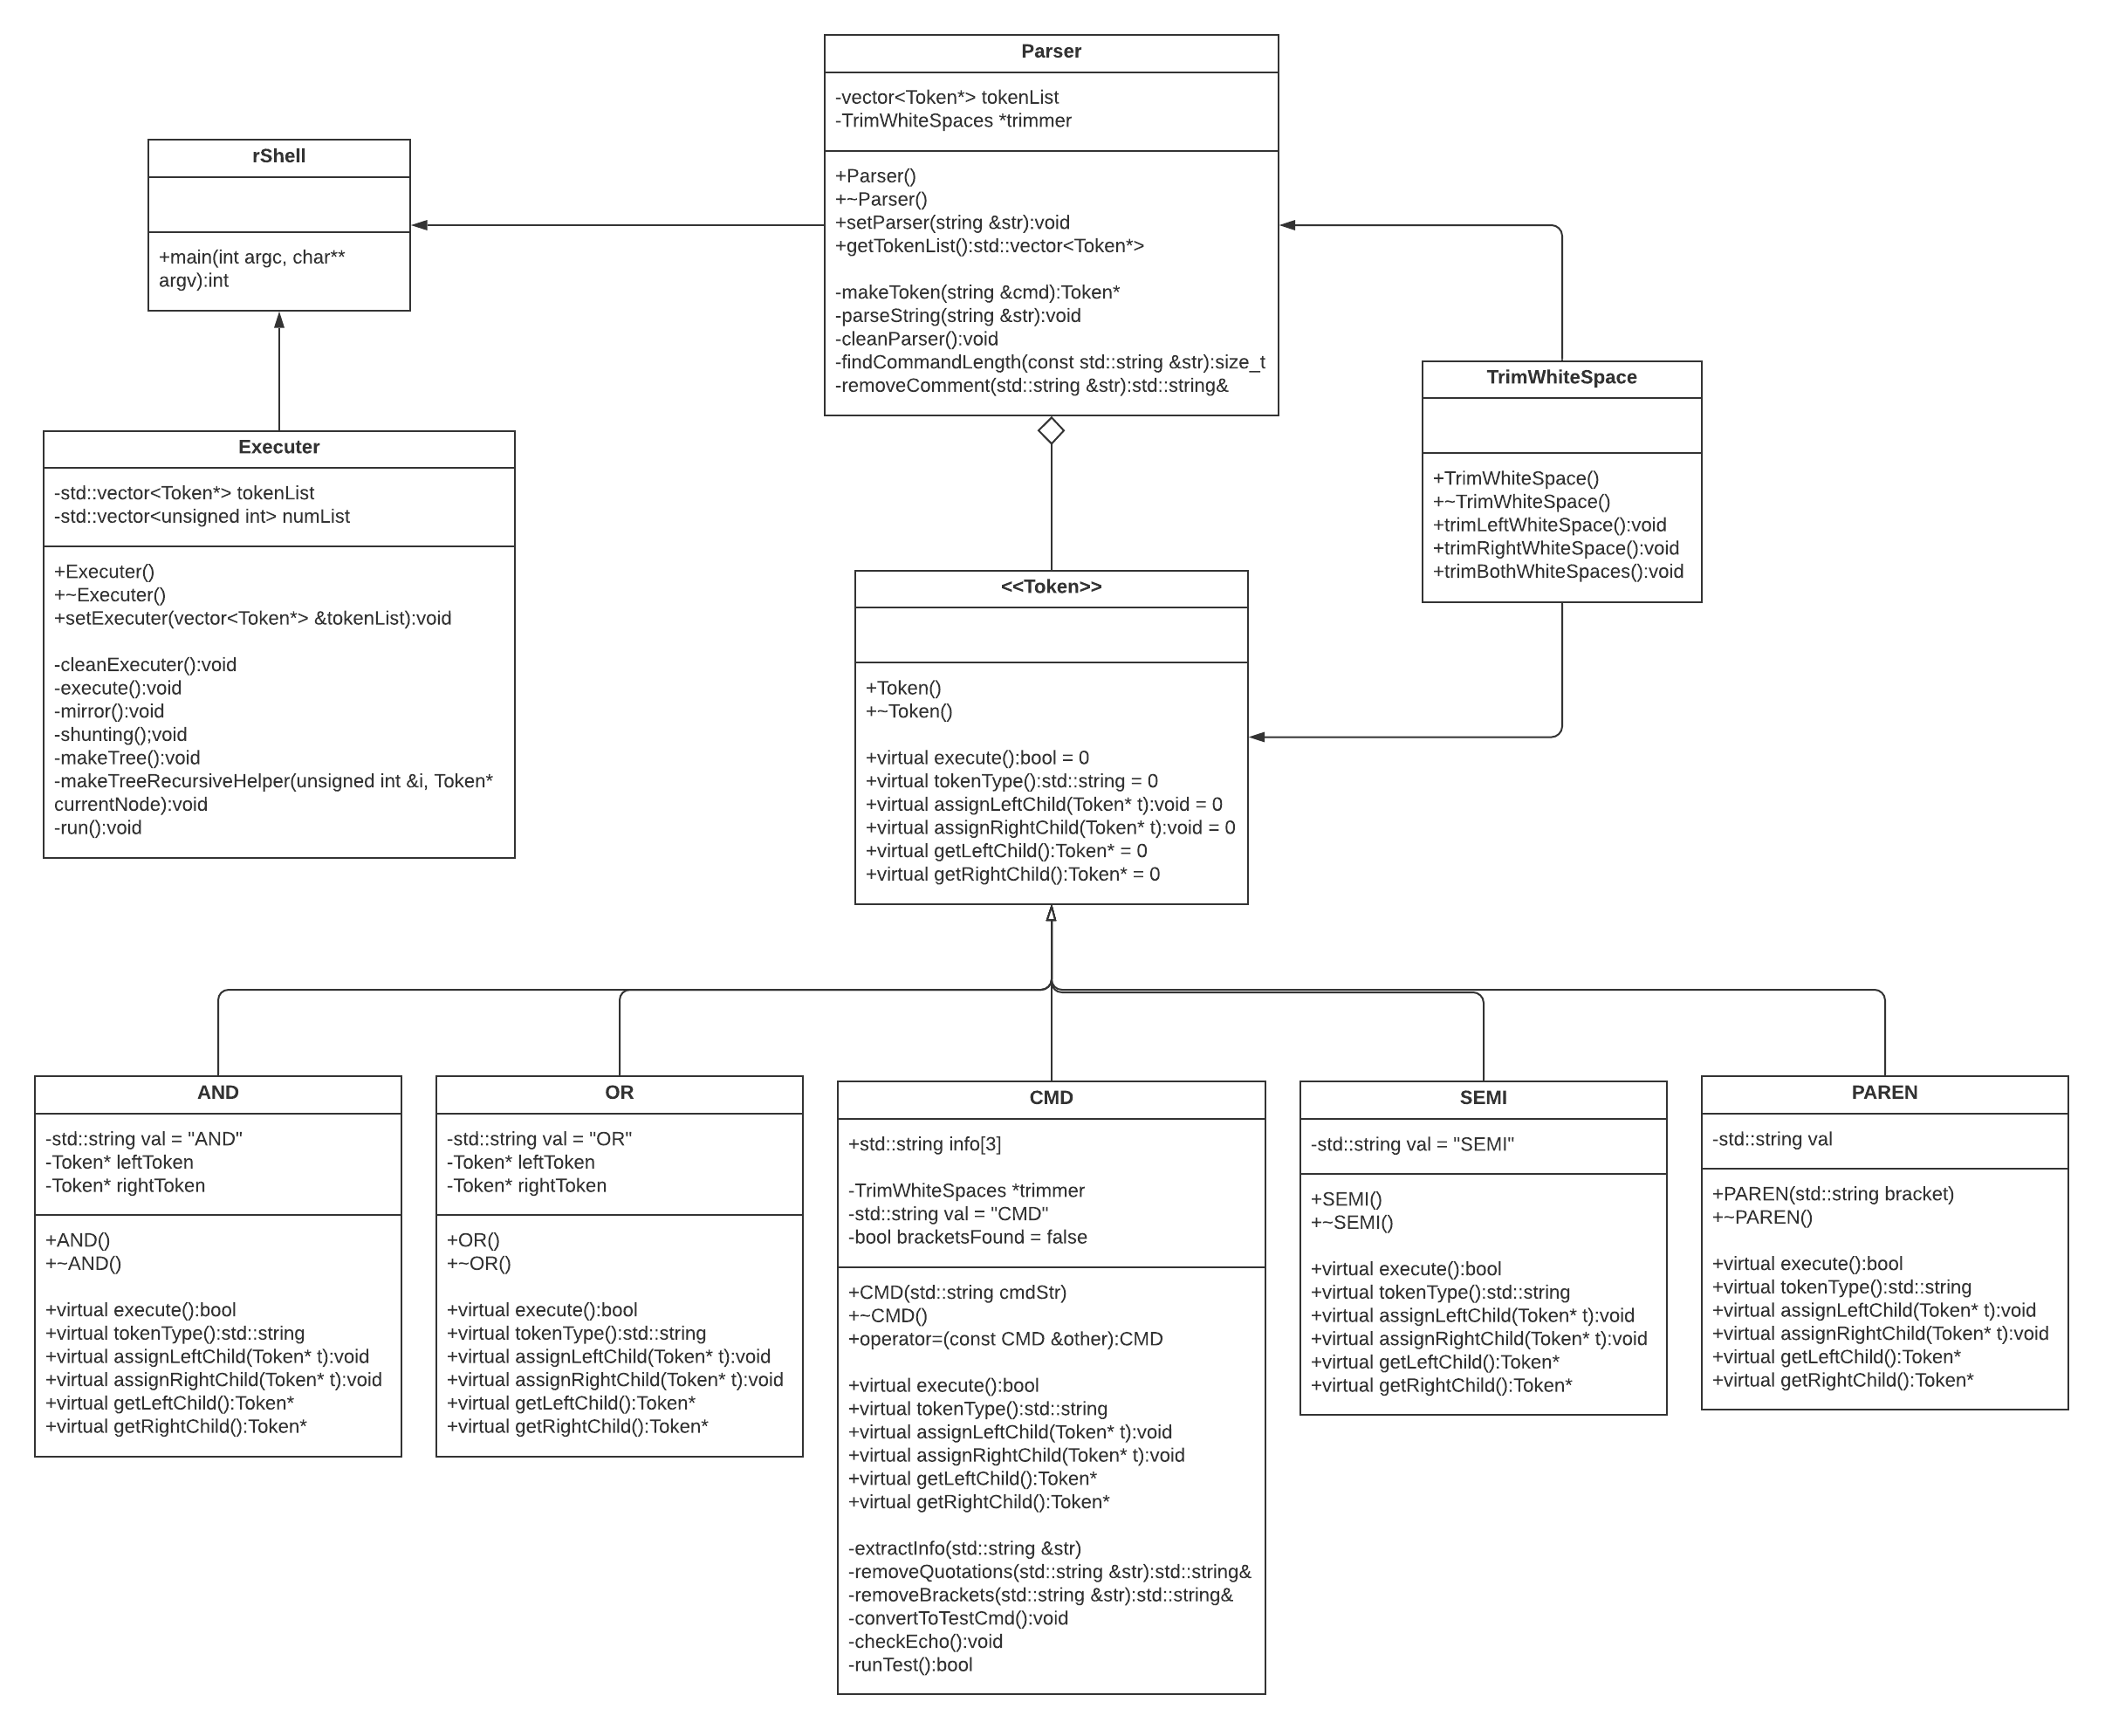 Parser
-vector<Token*> tokenList
-TrimWhiteSpaces *trimmer
+Parser()
+~Parser()
+setParser(string &str):void
+getTokenList():std::vector<Token*>
-makeToken(string &cmd):Token*
-parseString(string &str):void
-cleanParser():void
-findCommandLength(const std::string &str):size_t
-removeComment(std::string &str):std::string&
rShell
+main(int argc, char**
argv):int
TrimWhiteSpace
+TrimWhiteSpace()
+~TrimWhiteSpace()
+trimLeftWhiteSpace():void
+trimRightWhiteSpace():void
+trimBothWhiteSpaces():void
Executer
-std::vector<Token*> tokenList
-std::vector<unsigned int> numList
+Executer()
+~Executer()
+setExecuter(vector<Token*> &tokenList):void
-cleanExecuter():void
-execute():void
-mirror():void
-shunting();void
-makeTree():void
-makeTreeRecursiveHelper(unsigned int &i, Token*
currentNode):void
-run():void
<<Token>>
+Token()
+~Token()
+virtual execute():bool = 0
+virtual tokenType():std::string = 0
+virtual assignLeftChild(Token* t):void = 0
+virtual assignRightChild(Token* t):void = 0
+virtual getLeftChild():Token* = 0
+virtual getRightChild():Token* = 0
AND
-std::string val = "AND"
-Token* leftToken
-Token* rightToken
+AND()
+~AND()
+virtual execute():bool
+virtual tokenType():std::string
+virtual assignLeftChild(Token* t):void
+virtual assignRightChild(Token* t):void
+virtual getLeftChild():Token*
+virtual getRightChild():Token*
OR
-std::string val = "OR"
-Token* leftToken
-Token* rightToken
+OR()
+~OR()
+virtual execute():bool
+virtual tokenType():std::string
+virtual assignLeftChild(Token* t):void
+virtual assignRightChild(Token* t):void
+virtual getLeftChild():Token*
+virtual getRightChild():Token*
CMD
+std::string info[3]
-TrimWhiteSpaces *trimmer
-std::string val = "CMD"
-bool bracketsFound = false
+CMD(std::string cmdStr)
+~CMD()
+operator=(const CMD &other):CMD
+virtual execute():bool
+virtual tokenType():std::string
+virtual assignLeftChild(Token* t):void
+virtual assignRightChild(Token* t):void
+virtual getLeftChild():Token*
+virtual getRightChild():Token*
-extractInfo(std::string &str)
-removeQuotations(std::string &str):std::string&
-removeBrackets(std::string &str):std::string&
-convertToTestCmd():void
-checkEcho():void
-runTest():bool
SEMI
-std::string val = "SEMI"
+SEMI()
+~SEMI()
+virtual execute():bool
+virtual tokenType():std::string
+virtual assignLeftChild(Token* t):void
+virtual assignRightChild(Token* t):void
+virtual getLeftChild():Token*
+virtual getRightChild():Token*
PAREN
-std::string val
+PAREN(std::string bracket)
+~PAREN()
+virtual execute():bool
+virtual tokenType():std::string
+virtual assignLeftChild(Token* t):void
+virtual assignRightChild(Token* t):void
+virtual getLeftChild():Token*
+virtual getRightChild():Token*